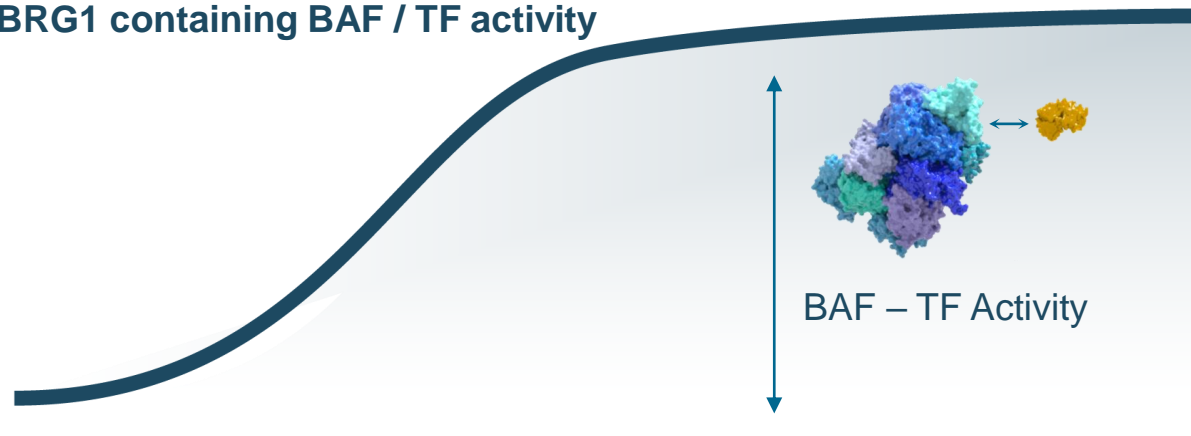 BRG1 containing BAF / TF activity
BAF – TF Activity